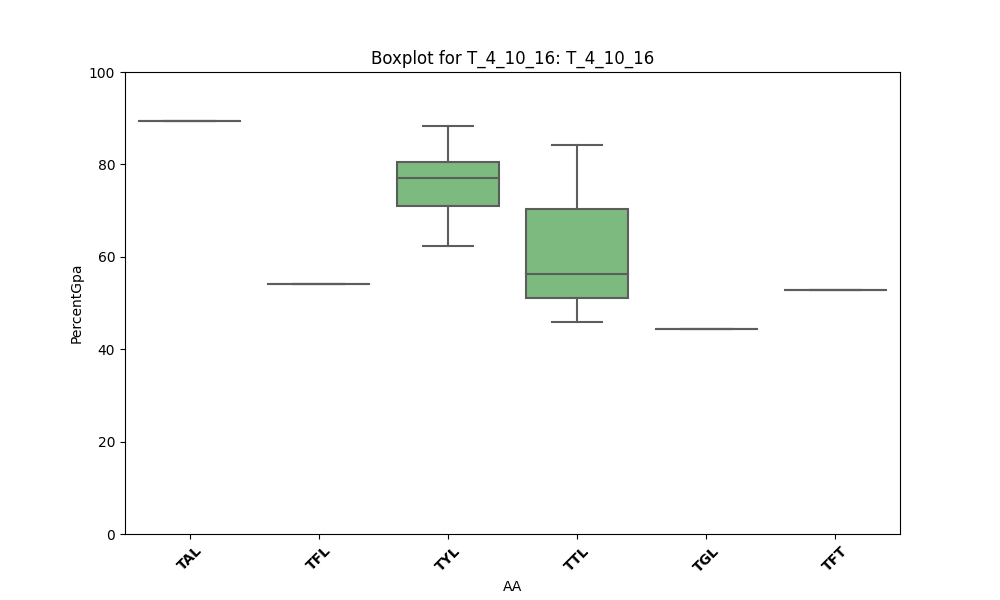 Boxplot for T_4_10_16: T_4_10_16
100
80
60
40
20
0
PercentGpa
TAL
TFL
TYL
TTL
TGL
TFT
AA